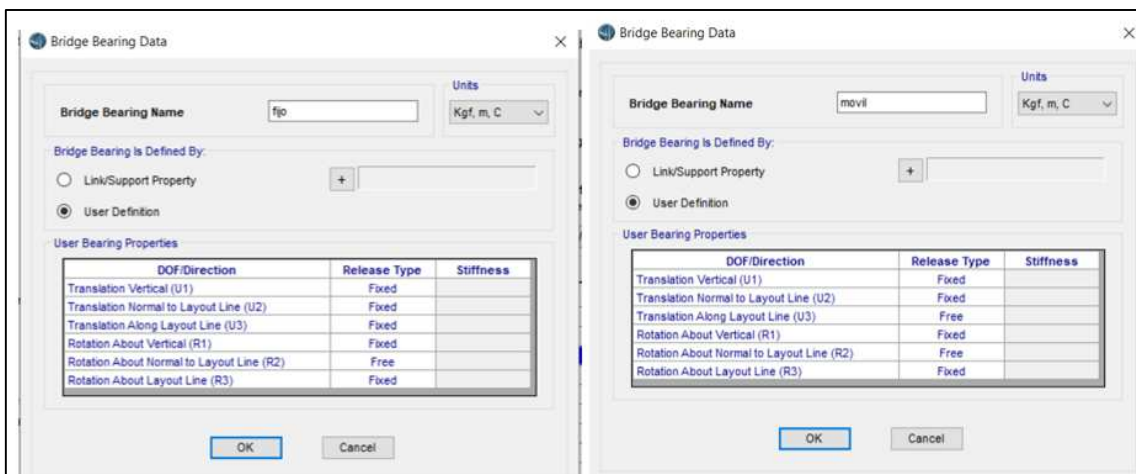 Bridge Bearing Data
Bridge Bearing Name
fijo
Units
Kgf, m, C
Bridge Bearing Is Defined By:
Link/Support Property
+
User Definition
User Bearing Properties
DOF/Direction Release Type Stiffness
Translation Vertical (U1) Fixed
Translation Normal to Layout Line (U2) Fixed
Translation Along Layout Line (U3) Fixed
Rotation About Vertical (R1) Fixed
Rotation About Normal to Layout Line (R2) Free
Rotation About Layout Line (R3) Fixed
OK Cancel
Bridge Bearing Data
Bridge Bearing Name
movil
Units
Kgf, m, C
Bridge Bearing Is Defined By:
Link/Support Property
+
User Definition
User Bearing Properties
DOF/Direction Release Type Stiffness
Translation Vertical (U1) Fixed
Translation Normal to Layout Line (U2) Fixed
Translation Along Layout Line (U3) Free
Rotation About Vertical (R1) Fixed
Rotation About Normal to Layout Line (R2) Free
Rotation About Layout Line (R3) Fixed
OK Cancel